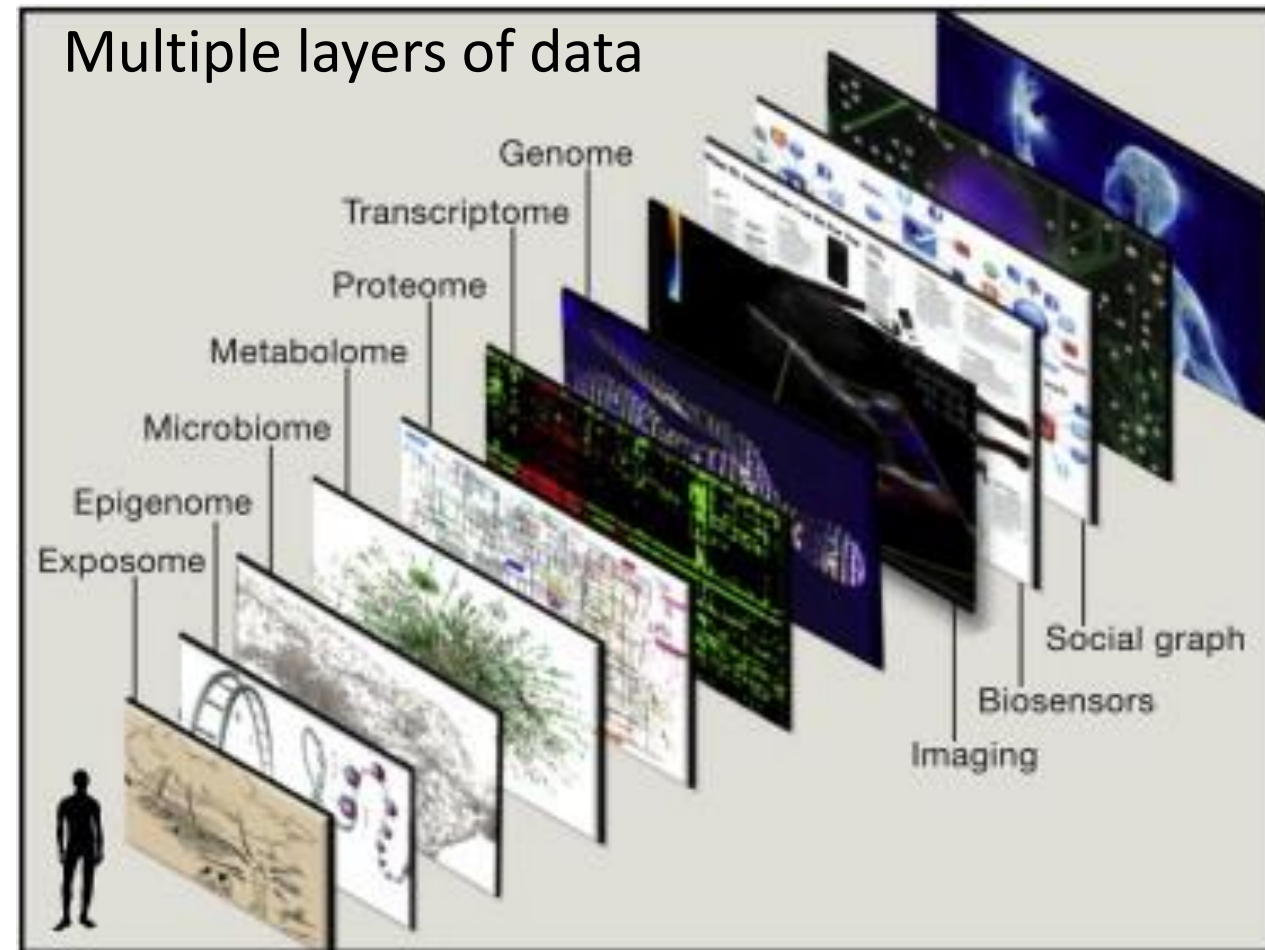 Multiple layers of data
Genome
Transcriptome
Proteome
Metabolome
Microbiome
Epigenome
Exposome
Social graph
Biosensors
Imaging